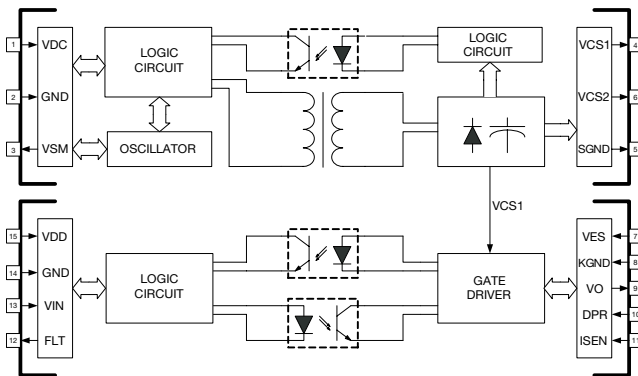 1 VDC
2 GND
3 VSM
LOGIC
CIRCUIT
OSCILLATOR
LOGIC
CIRCUIT
VCS1 4
VCS2 6
SGND 5
VCS1
15 VDD
14 GND
13 VIN
12 FLT
LOGIC
CIRCUIT
GATE
DRIVER
VES 7
KGND 8
VO 9
DPR 10
ISEN 11